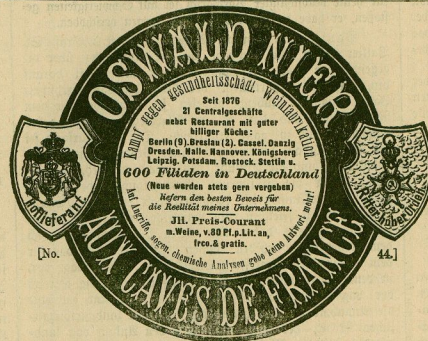 OSWALD NIER
Kampf gegen gesundheitsschädl. Weinfabrikation.
Seit 1876
21 Centralgeschäfte
nebst Restaurant mit guter
billiger Küche:
Berlin (9). Breslau (2). Cassel. Danzig
Dresden. Halle. Hannover. Königsberg
Leipzig. Potsdam. Rostock. Stettin u.
600 Filialen in Deutschland
(Neue werden stets gern vergeben)
liefern den besten Beweis für
die Reellität meines Unternehmens.
Jll. Preis-Courant
m. Weine, v. 80 Pf. p. Lit. an,
frco. & gratis.
Auf Angriffe, sogen. chemische Analysen gebe keine Antwort mehr!
Hoflieferant.
[No.
44.]
AUX CAVES DE FRANCE